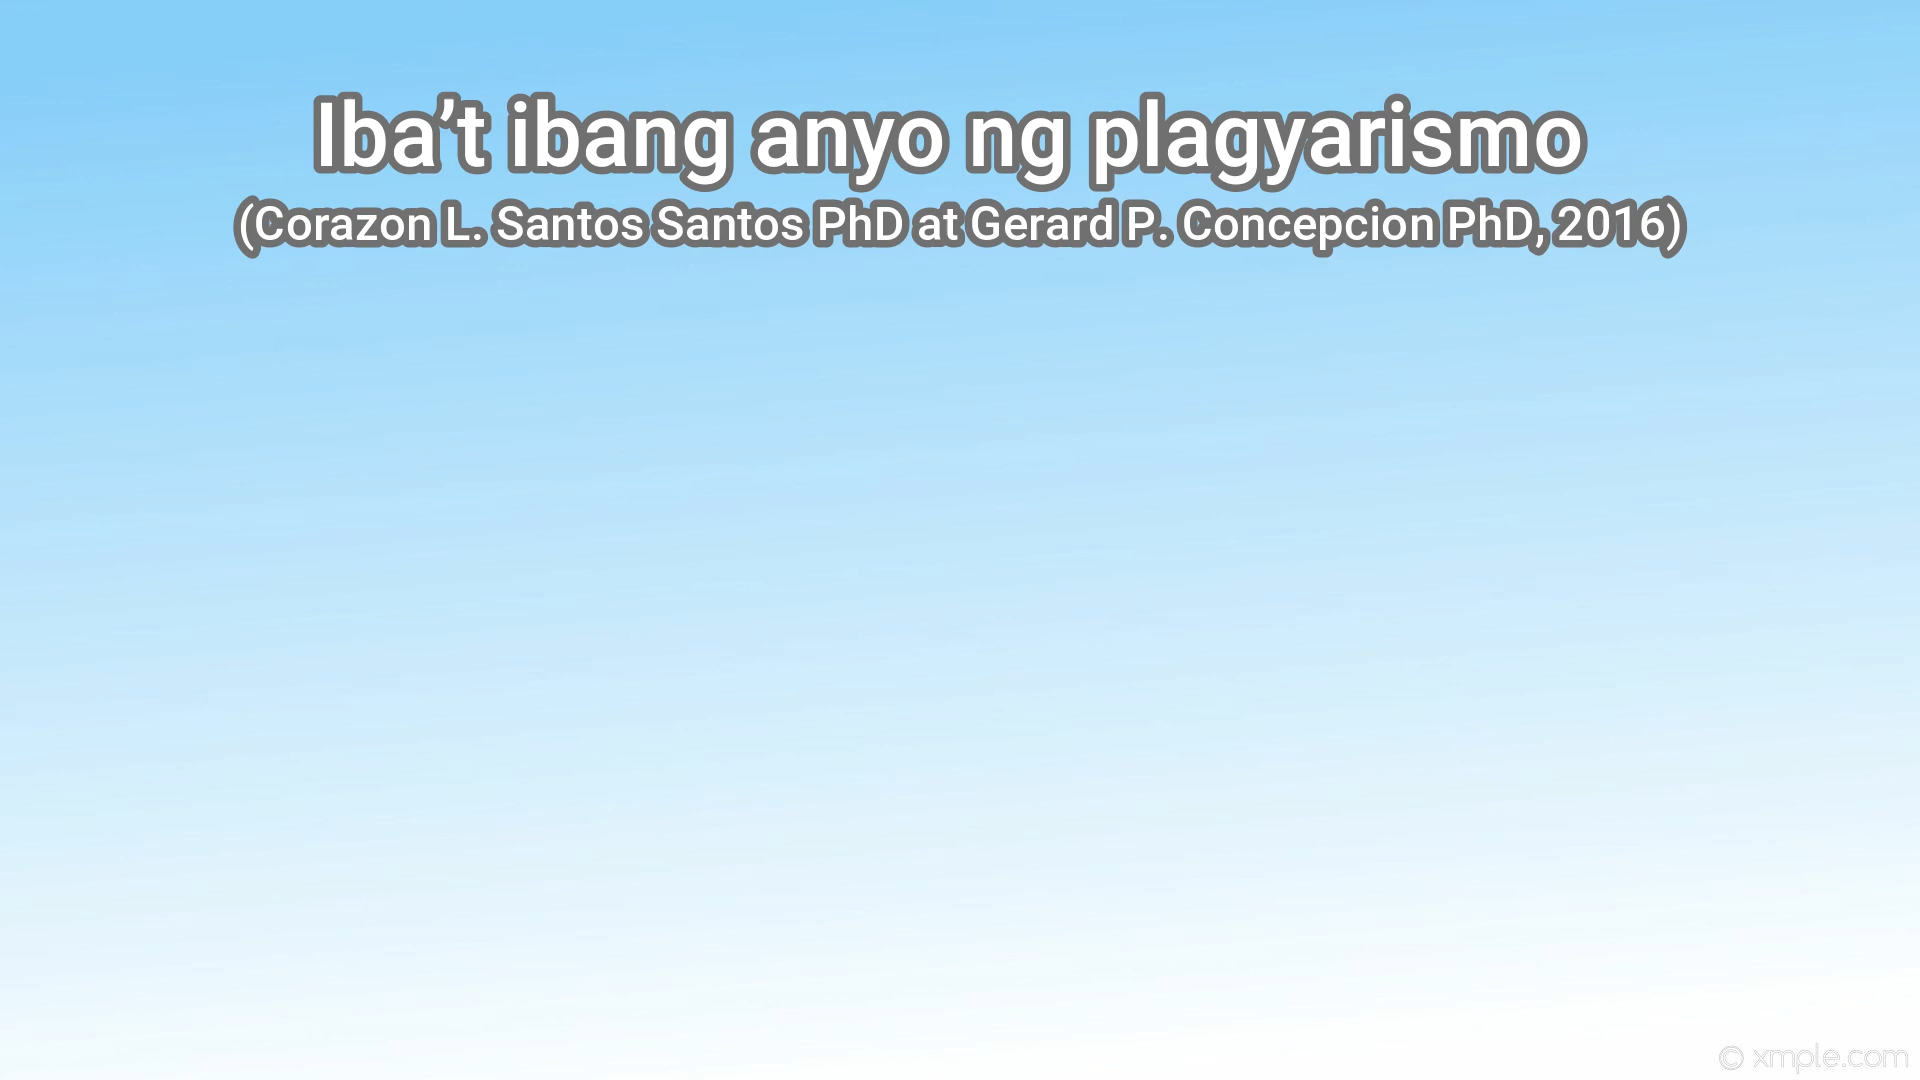 Iba’t ibang anyo ng plagyarismo
(Corazon L. Santos Santos PhD at Gerard P. Concepcion PhD, 2016)
© xmple.com